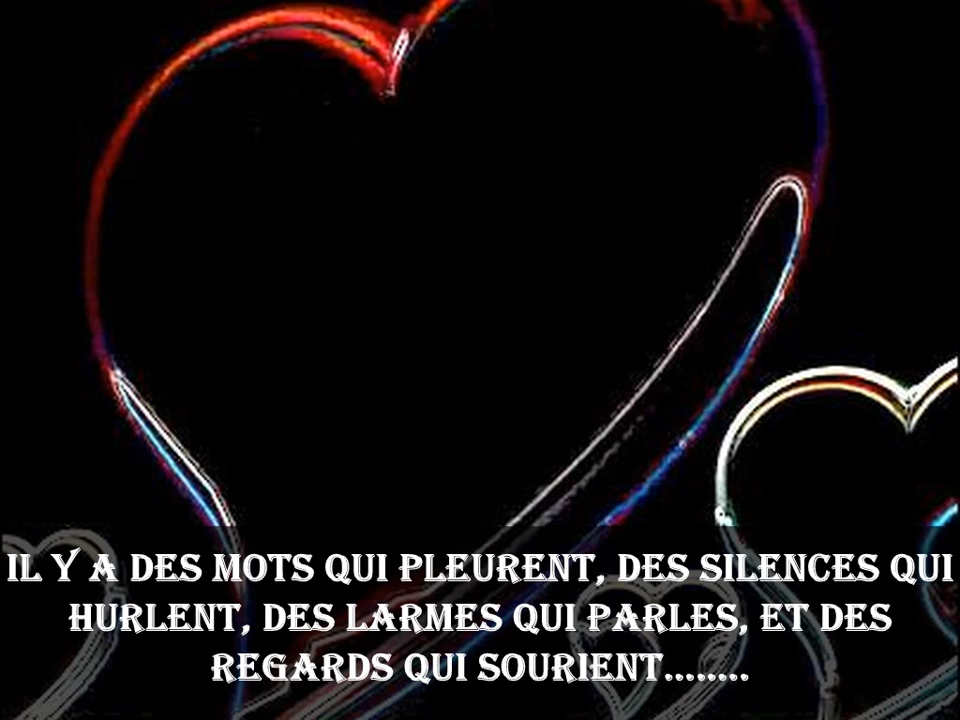 IL Y A DES MOTS QUI PLEURENT, DES SILENCES QUI
HURLENT, DES LARMES QUI PARLES, ET DES
REGARDS QUI SOURIENT........